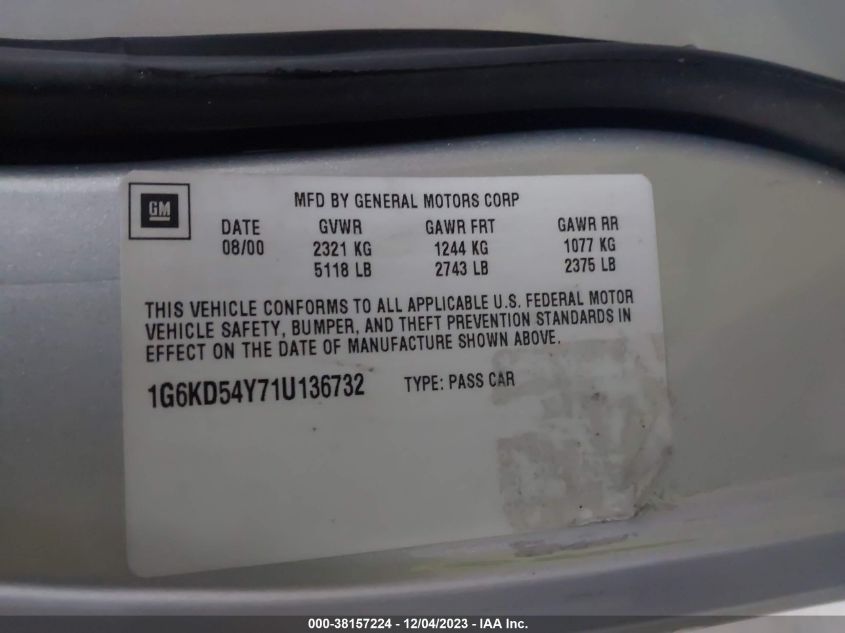 GM
MFD BY GENERAL MOTORS CORP
DATE GVWR GAWR FRT GAWR RR
08/00 2321 KG 1244 KG 1077 KG
5118 LB 2743 LB 2375 LB
THIS VEHICLE CONFORMS TO ALL APPLICABLE U.S. FEDERAL MOTOR
VEHICLE SAFETY, BUMPER, AND THEFT PREVENTION STANDARDS IN
EFFECT ON THE DATE OF MANUFACTURE SHOWN ABOVE.
1G6KD54Y71U136732 TYPE: PASS CAR
000-38157224 - 12/04/2023 - IAA Inc.